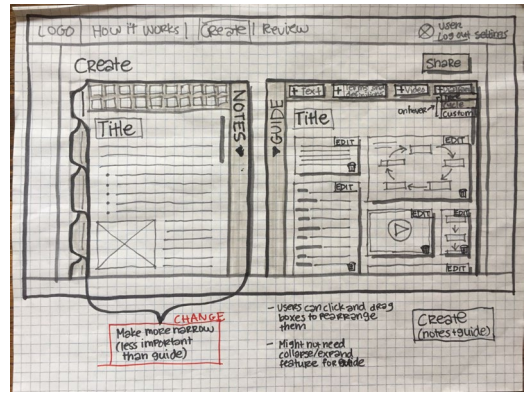 LOGO | How it works | Create | Review
User
Log out settings
Create
Share
Title
NOTES
GUIDE
+ Text
+ Video
on hover
Custom
Title
EDIT
EDIT
EDIT
EDIT
EDIT
EDIT
CHANGE
Make more narrow
(less important
than guide)
- Users can click and drag
boxes to rearrange
them
- Might not need
collapse/expand
feature for guide
Create
(notes+guide)